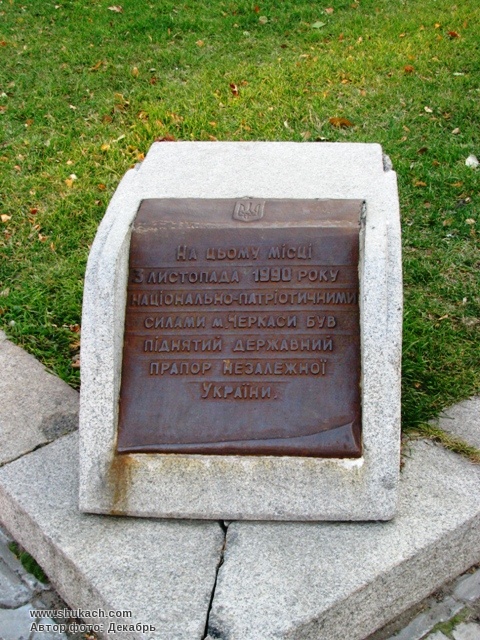 На цьому місці
3 листопада 1990 року
національно-патріотичними
силами м. Черкаси був
піднятий державний
прапор незалежної
України.
www.shukach.com
Автор фото: Декабрь